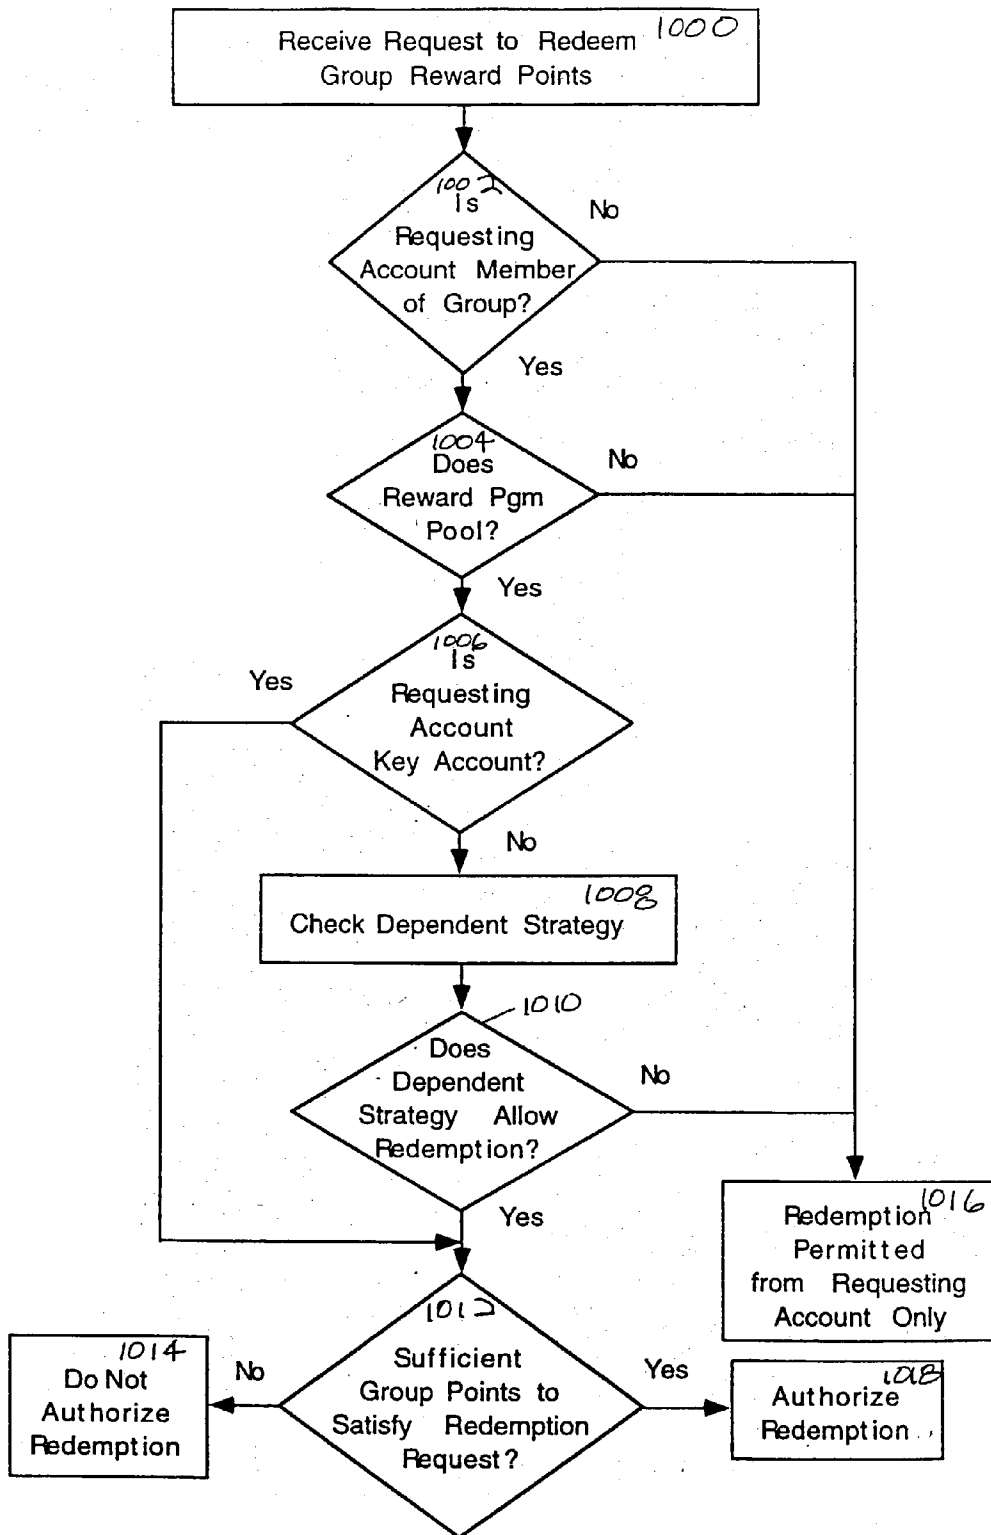 1000
Receive Request to Redeem
Group Reward Points
1002
Is
Requesting
Account Member
of Group?
No
Yes
1004
Does
Reward Pgm
Pool?
No
Yes
1006
Is
Requesting
Account
Key Account?
Yes
No
1008
Check Dependent Strategy
1010
Does
Dependent
Strategy Allow
Redemption?
No
Yes
1016
Redemption
Permitted
from Requesting
Account Only
1012
Sufficient
Group Points to
Satisfy Redemption
Request?
No
Yes
1014
Do Not
Authorize
Redemption
1018
Authorize
Redemption